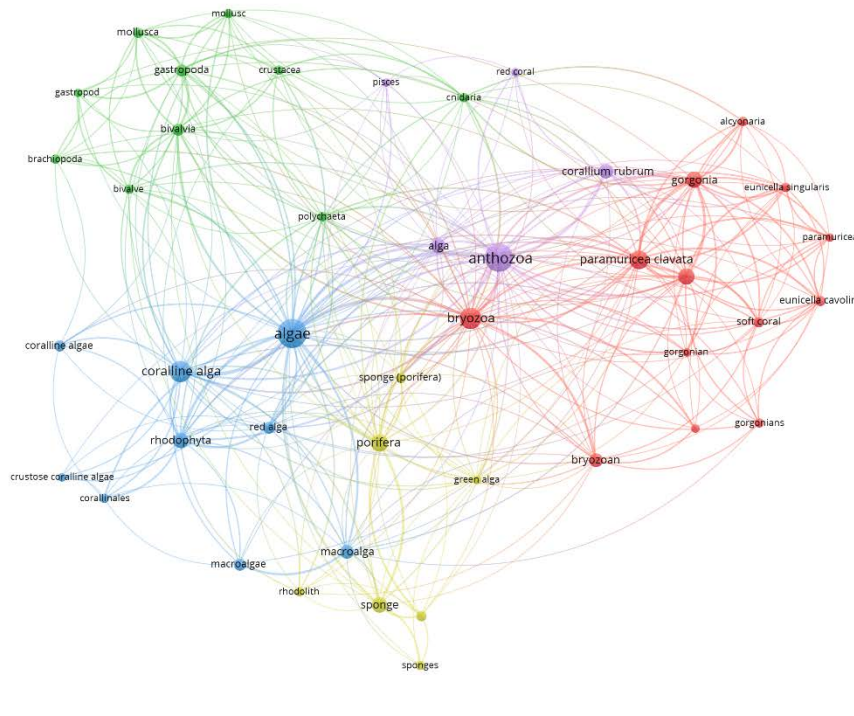 mollusc
mollusca
gastropoda
crustacea
red coral
pisces
gastropod
cnidaria
alcyonaria
bivalvia
brachiopoda
corallium rubrum
gorgonia
bivalve
eunicella singularis
polychaeta
paramuricea
alga
anthozoa
paramuricea clavata
eunicella cavolin
bryozoa
soft coral
algae
coralline algae
gorgonian
coralline alga
sponge (porifera)
gorgonians
red alga
rhodophyta
porifera
bryozoan
crustose coralline algae
green alga
corallinales
macroalga
macroalgae
rhodolith
sponge
sponges